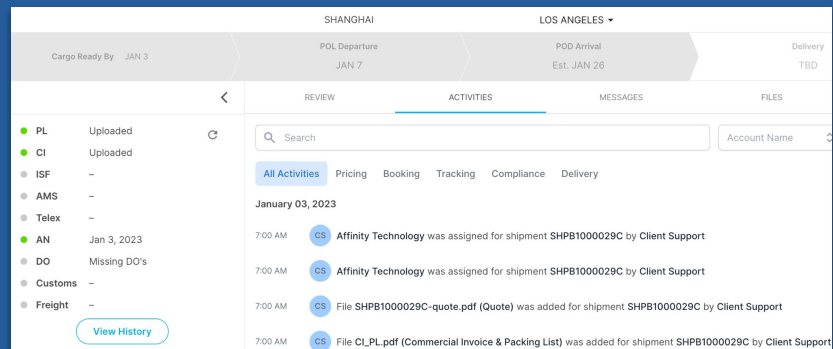 SHANGHAI LOS ANGELES
Cargo Ready By JAN 3
POL Departure
JAN 7
POD Arrival
Est. JAN 26
Delivery
TBD
PL Uploaded
CI Uploaded
ISF –
AMS –
Telex –
AN Jan 3, 2023
DO Missing DO's
Customs –
Freight –
View History
REVIEW ACTIVITIES MESSAGES FILES
Search Account Name
All Activities Pricing Booking Tracking Compliance Delivery
January 03, 2023
7:00 AM CS Affinity Technology was assigned for shipment SHPB1000029C by Client Support
7:00 AM CS Affinity Technology was assigned for shipment SHPB1000029C by Client Support
7:00 AM CS File SHPB1000029C-quote.pdf (Quote) was added for shipment SHPB1000029C by Client Support
7:00 AM CS File CI_PL.pdf (Commercial Invoice & Packing List) was added for shipment SHPB1000029C by Client Support